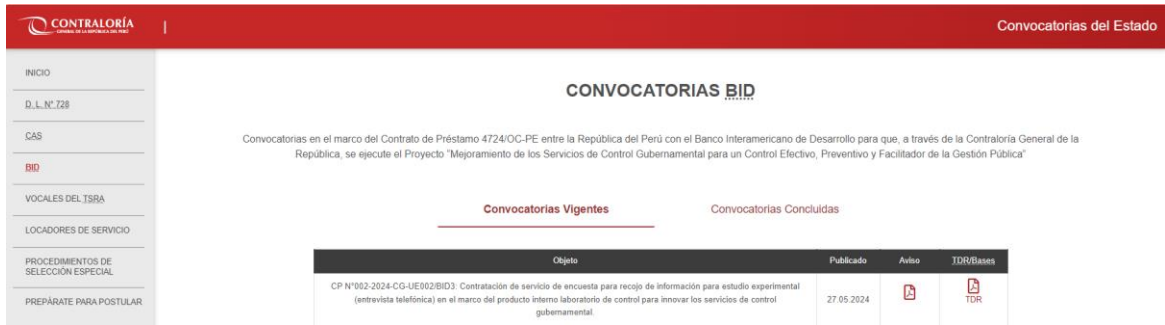 CONTRALORÍA
GENERAL DE LA REPÚBLICA DEL PERÚ
Convocatorias del Estado
INICIO
D. L. N° 728
CAS
BID
VOCALES DEL TSRA
LOCADORES DE SERVICIO
PROCEDIMIENTOS DE
SELECCIÓN ESPECIAL
PREPÁRATE PARA POSTULAR
CONVOCATORIAS BID
Convocatorias en el marco del Contrato de Préstamo 4724/OC-PE entre la República del Perú con el Banco Interamericano de Desarrollo para que, a través de la Contraloría General de la
República, se ejecute el Proyecto "Mejoramiento de los Servicios de Control Gubernamental para un Control Efectivo, Preventivo y Facilitador de la Gestión Pública"
Convocatorias Vigentes Convocatorias Concluidas
Objeto Publicado Aviso TDR/Bases
CP N°002-2024-CG-UE002/BID3: Contratación de servicio de encuesta para recojo de información para estudio experimental
(entrevista telefónica) en el marco del producto interno laboratorio de control para innovar los servicios de control
gubernamental
27.05.2024
TDR